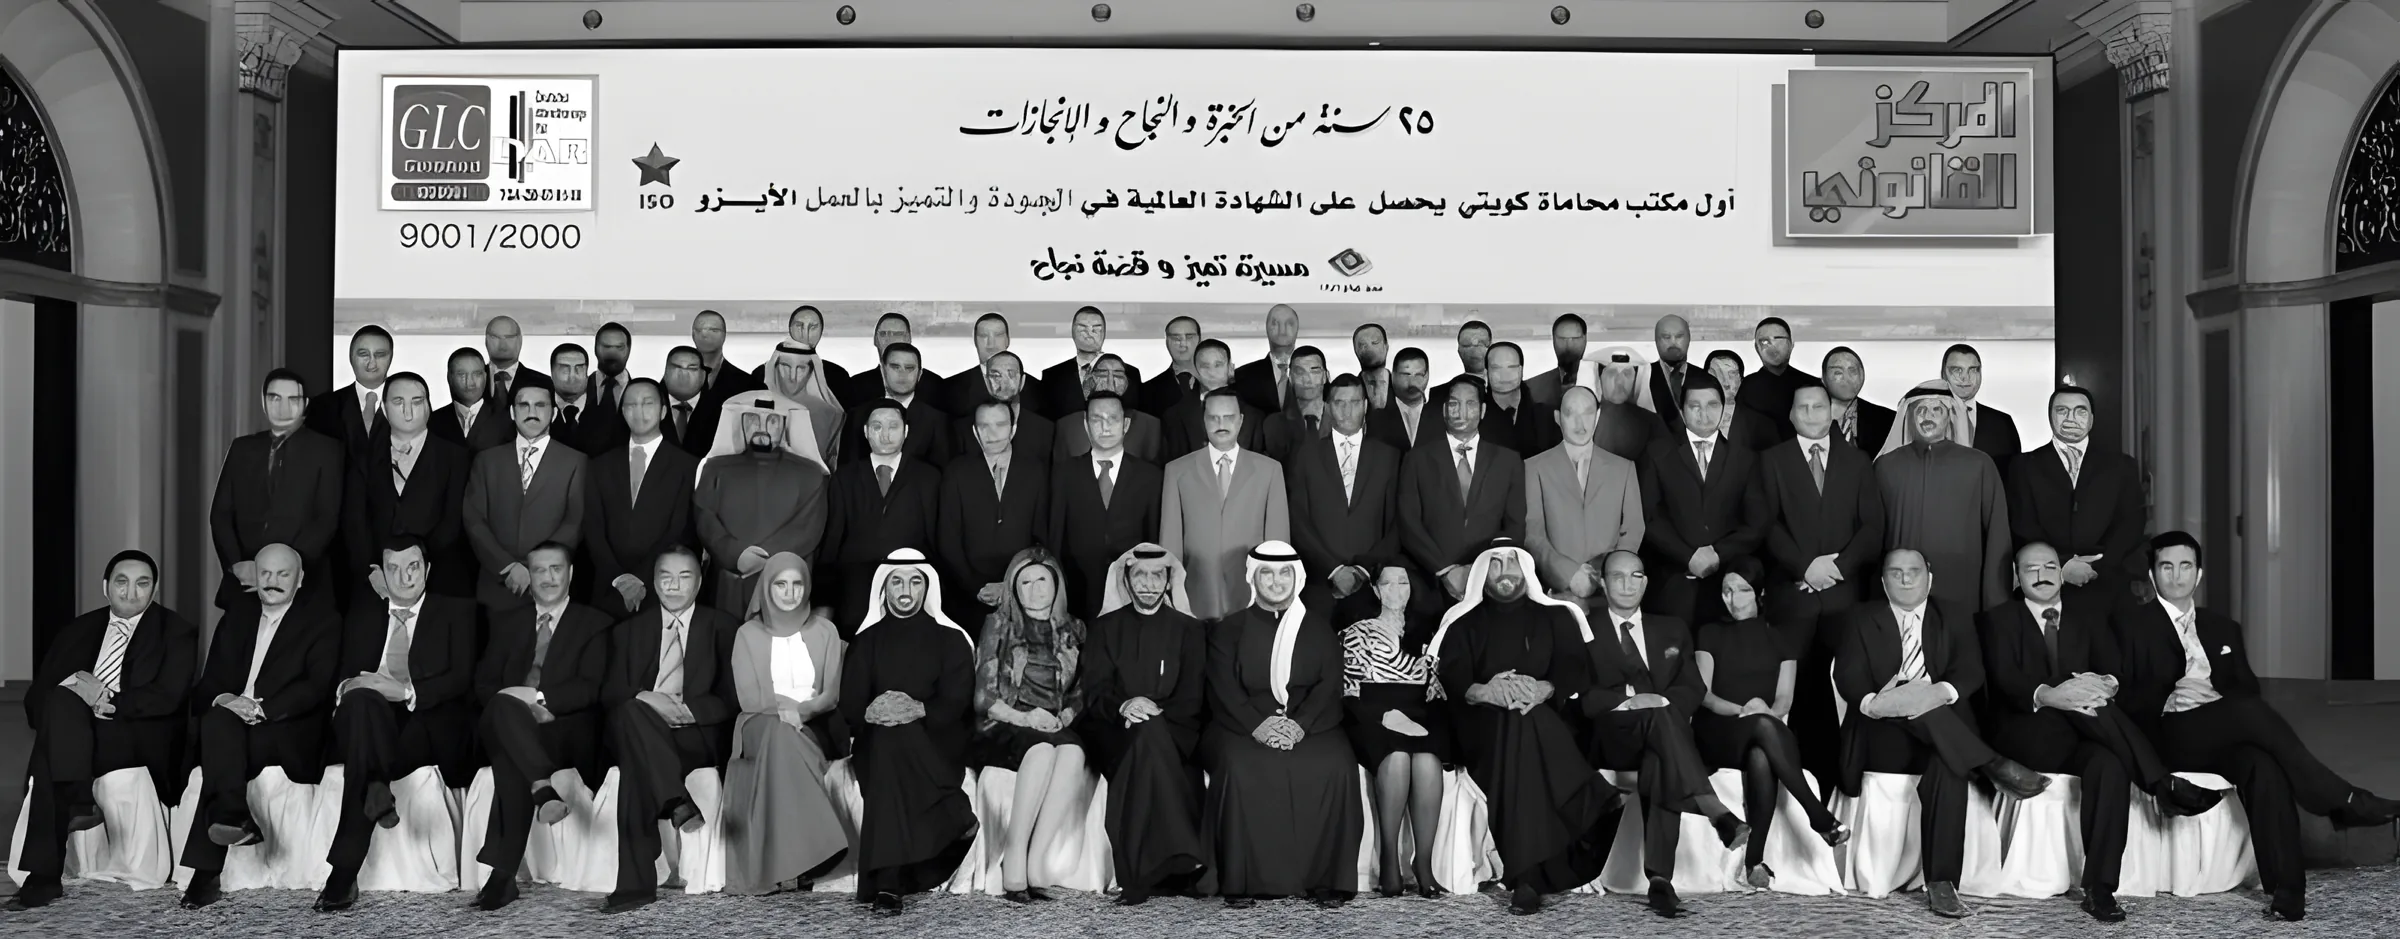 ٢٥ سنة من الخبرة و النجاح و الإنجازات
أول مكتب محاماة كويتي يحصل على الشهادة العالمية في الجودة والتميز بالعمل الأيــزو
ISO
مسيرة تميز و قصة نجاح
المركز
القانوني
GLC
9001/2000